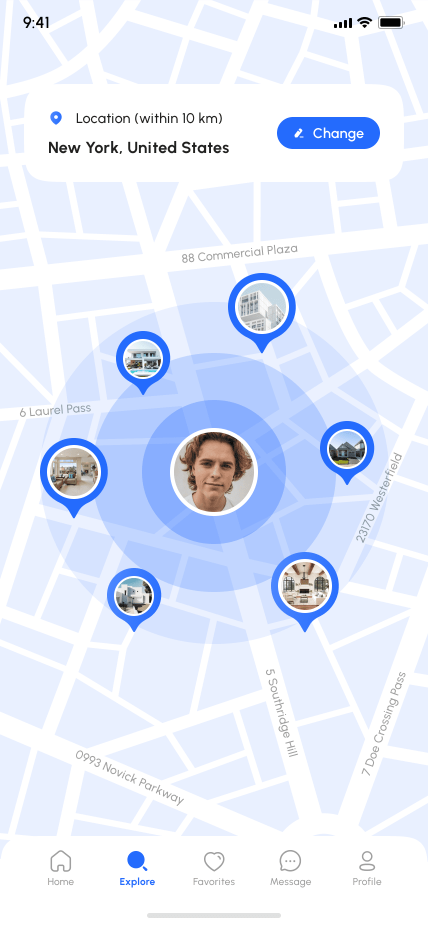 9:41
Location (within 10 km)
New York, United States
Change
88 Commercial Plaza
6 Laurel Pass
23170 Westerfield
5 Southridge Hill
7 Doe Crossing Pass
0993 Novick Parkway
Home
Explore
Favorites
Message
Profile